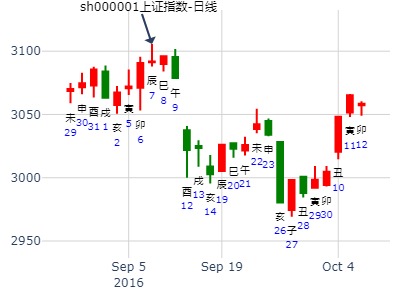 sh000001上证指数-日线
3100
3050
3000
2950
未 申 酉 戌 亥 寅 卯 辰 巳 午
29 30 31 1 2 5 6 7 8 9
酉 戌 亥 辰 巳 午 未 申 亥 子 丑 寅 卯 丑 寅 卯
12 13 14 19 20 21 22 23 26 27 28 29 30 10 11 12
Sep 5 Sep 19 Oct 4
2016